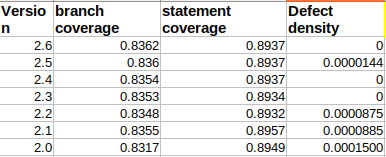 Versio branch statement Defect
n coverage coverage density
2.6 0.8362 0.8937 0
2.5 0.836 0.8937 0.0000144
2.4 0.8354 0.8937 0
2.3 0.8353 0.8934 0
2.2 0.8348 0.8932 0.0000875
2.1 0.8355 0.8957 0.0000885
2.0 0.8317 0.8949 0.0001500